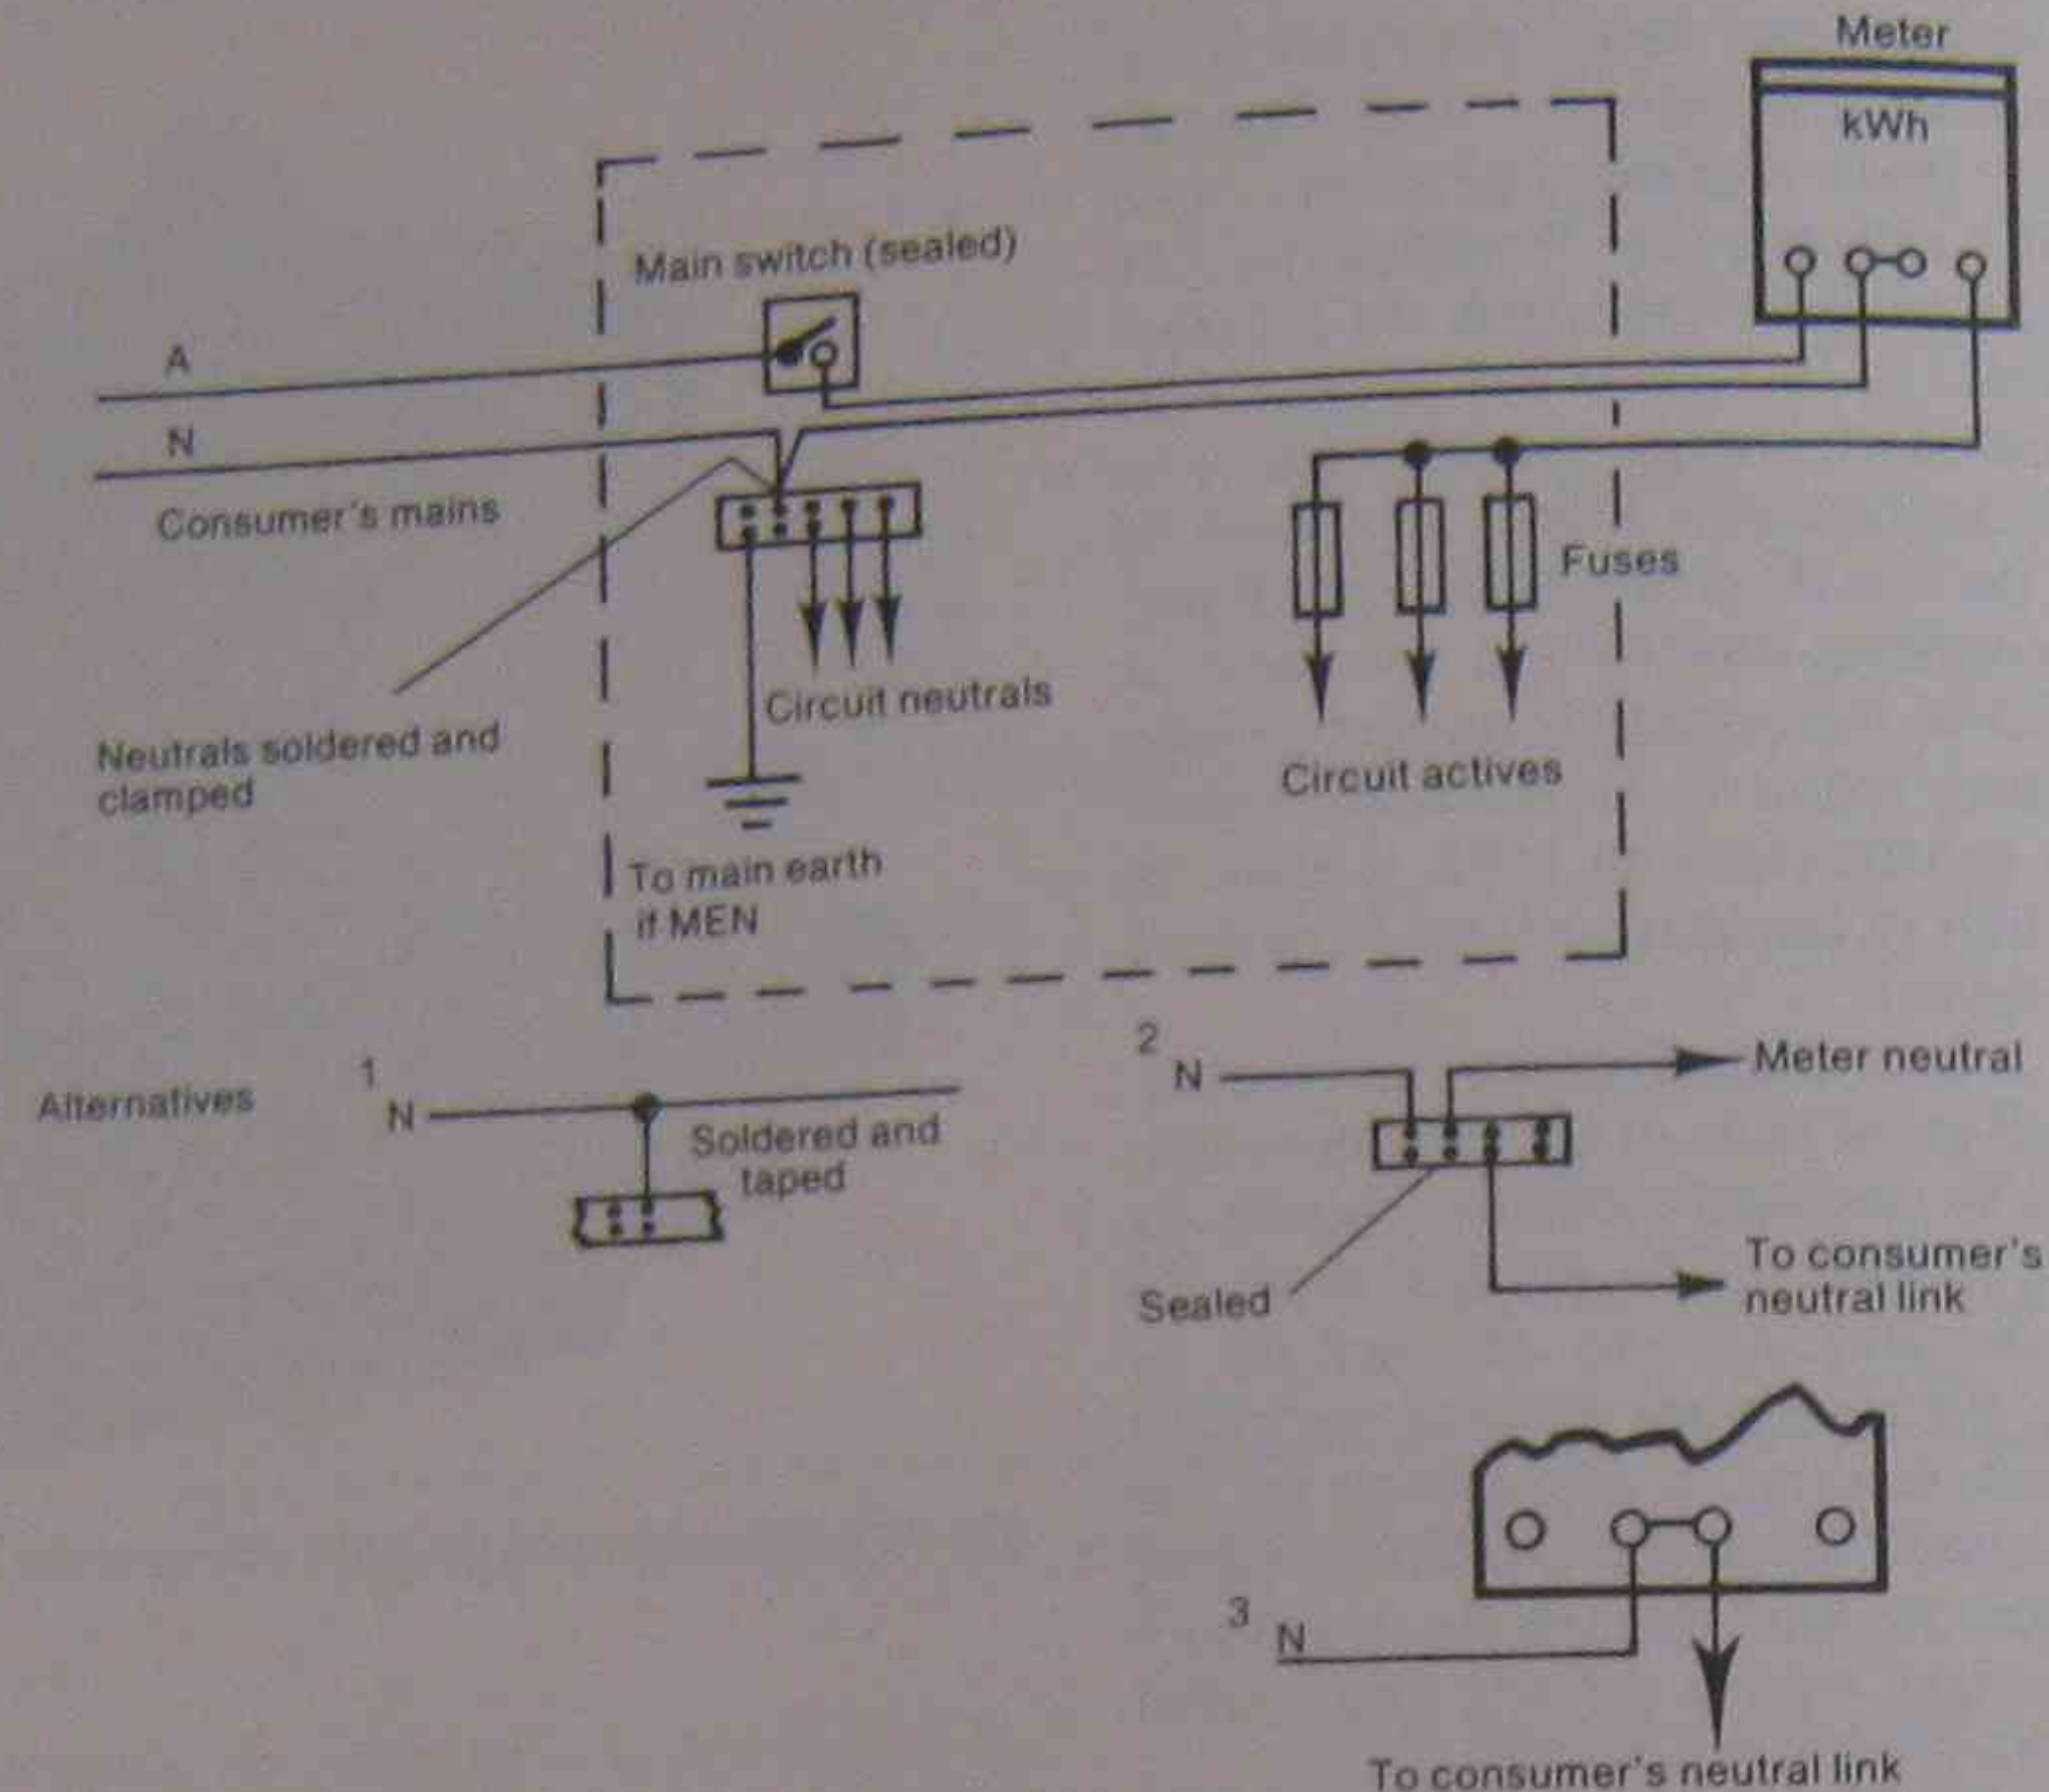 Meter
kWh
Main switch (sealed)
A
N
Consumer's mains
Fuses
Circuit neutrals
Neutrals soldered and
clamped
Circuit actives
To main earth
if MEN
Alternatives
1
N
Soldered and
taped
2
N
Meter neutral
Sealed
To consumer's
neutral link
3
N
To consumer's neutral link